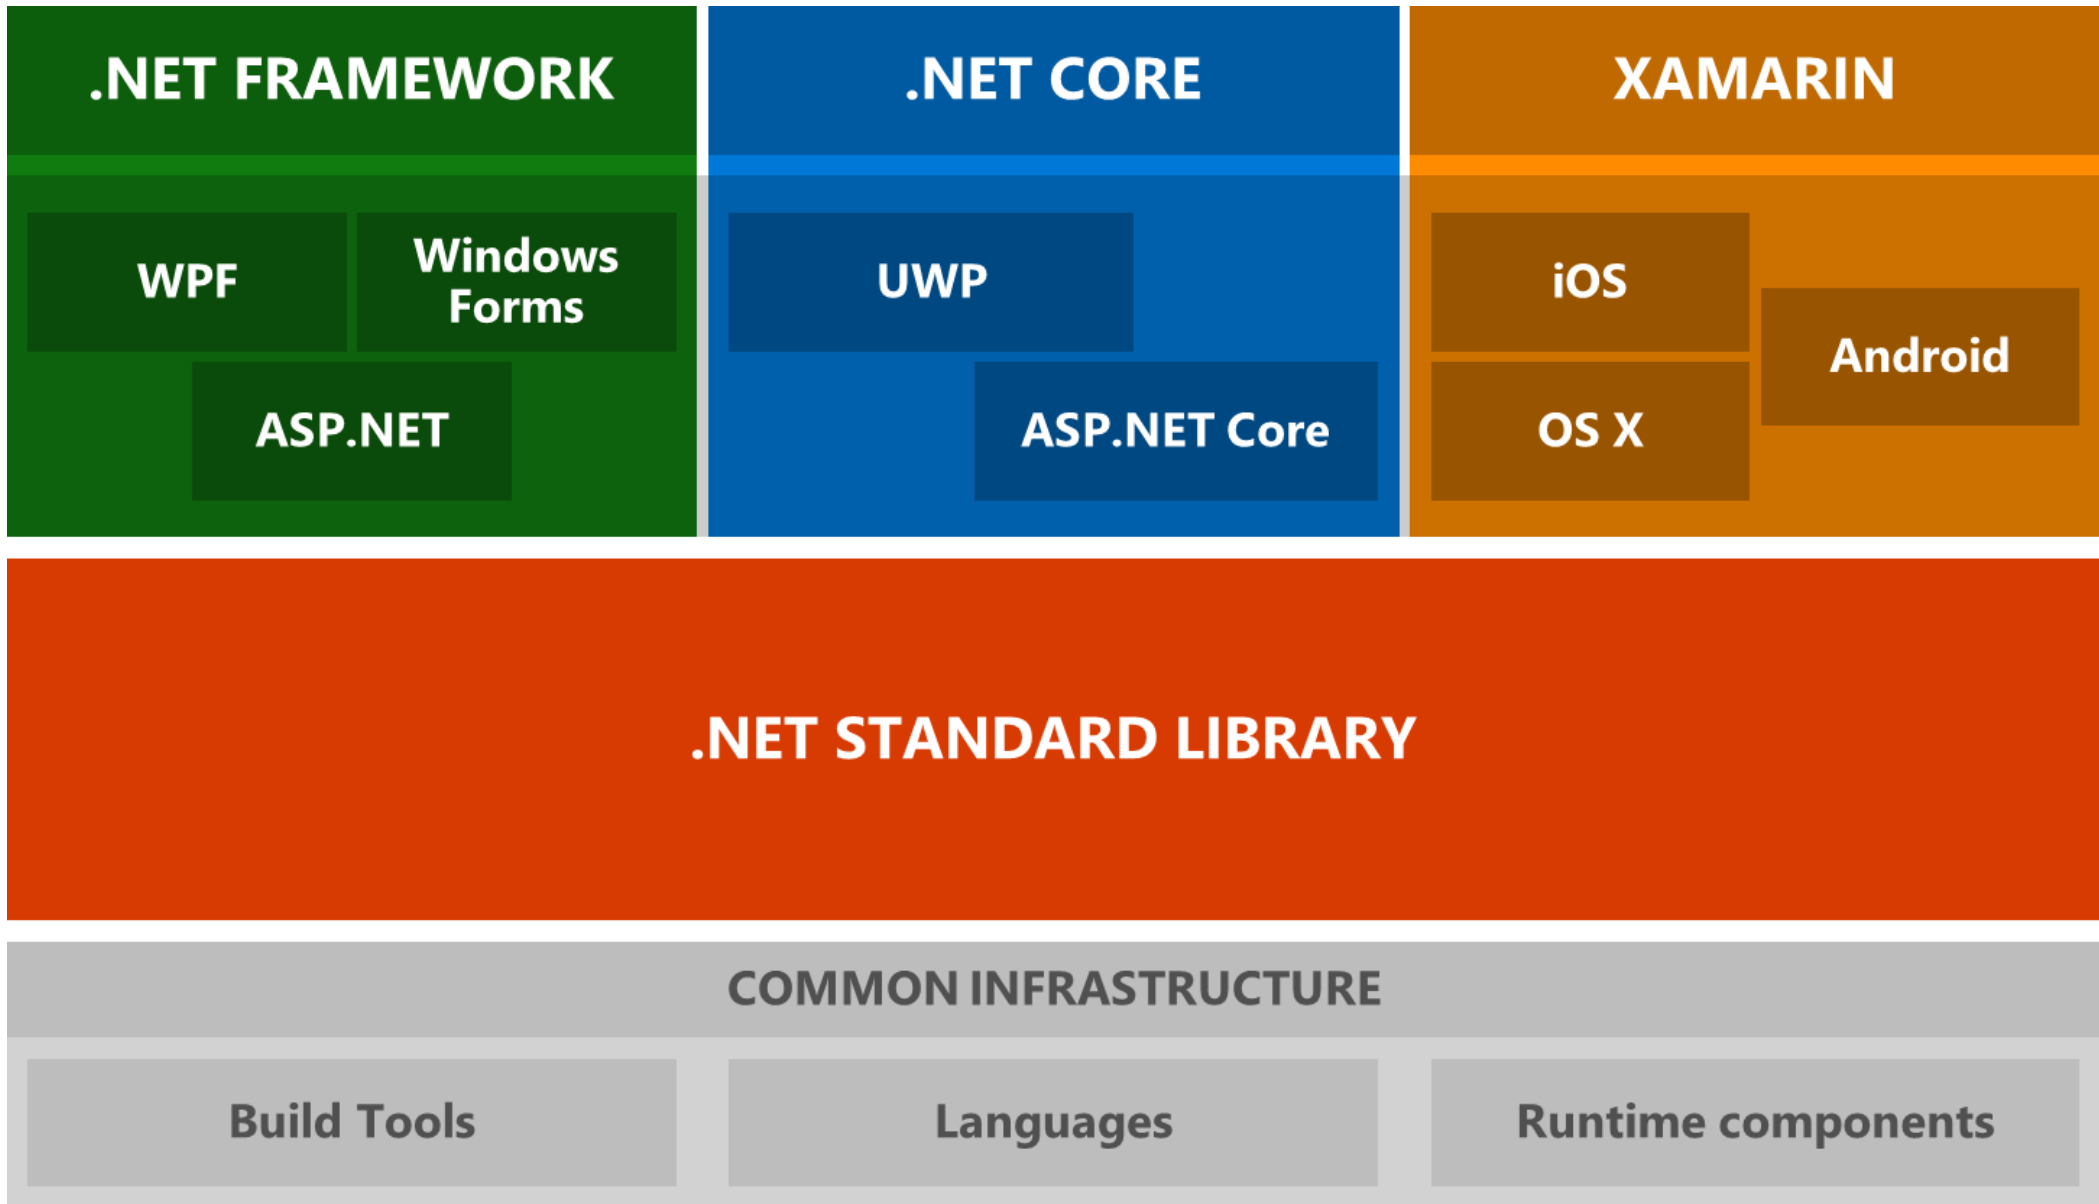 .NET FRAMEWORK
.NET CORE
XAMARIN
WPF
Windows
Forms
ASP.NET
UWP
ASP.NET Core
iOS
Android
OS X
.NET STANDARD LIBRARY
COMMON INFRASTRUCTURE
Build Tools
Languages
Runtime components